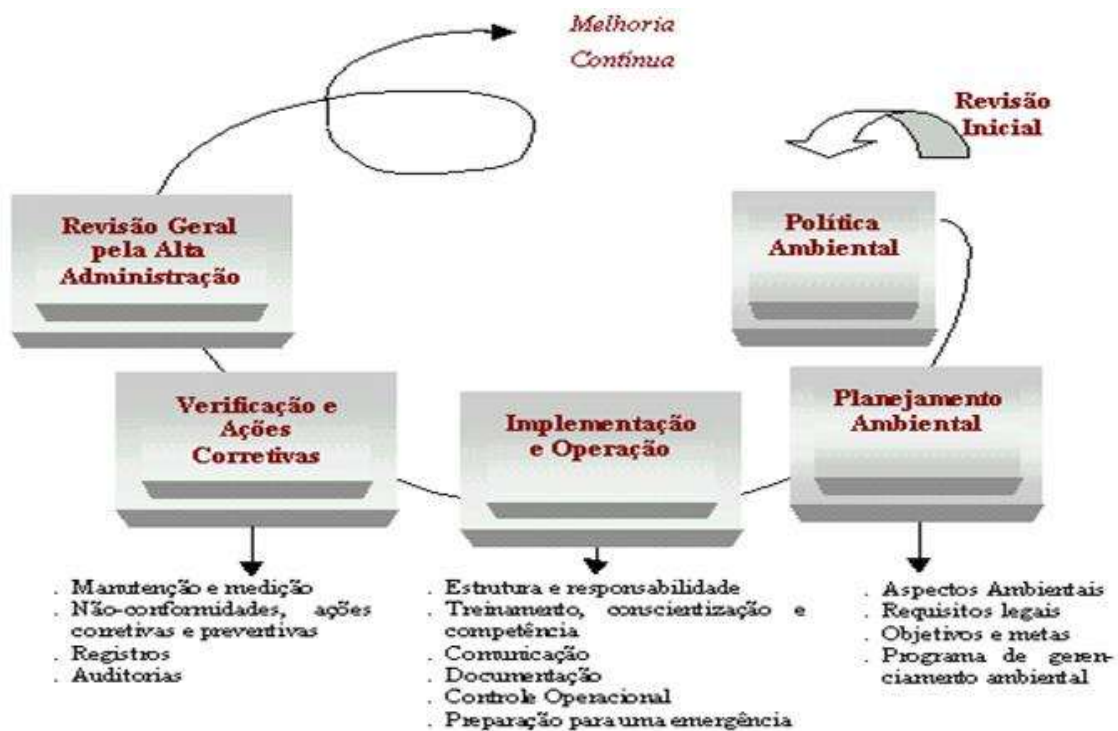 Melhoria
Contínua
Revisão
Inicial
Revisão Geral
pela Alta
Administração
Política
Ambiental
Verificação e
Ações
Corretivas
Implementação
e Operação
Planejamento
Ambiental
. Manutenção e medição
. Não-conformidades, ações
corretivas e preventivas
. Registros
. Auditorias
. Estrutura e responsabilidade
. Treinamento, conscientização e
competência
. Comunicação
. Documentação
. Controle Operacional
. Preparação para uma emergência
. Aspectos Ambientais
. Requisitos legais
. Objetivos e metas
. Programa de geren-
ciamento ambiental